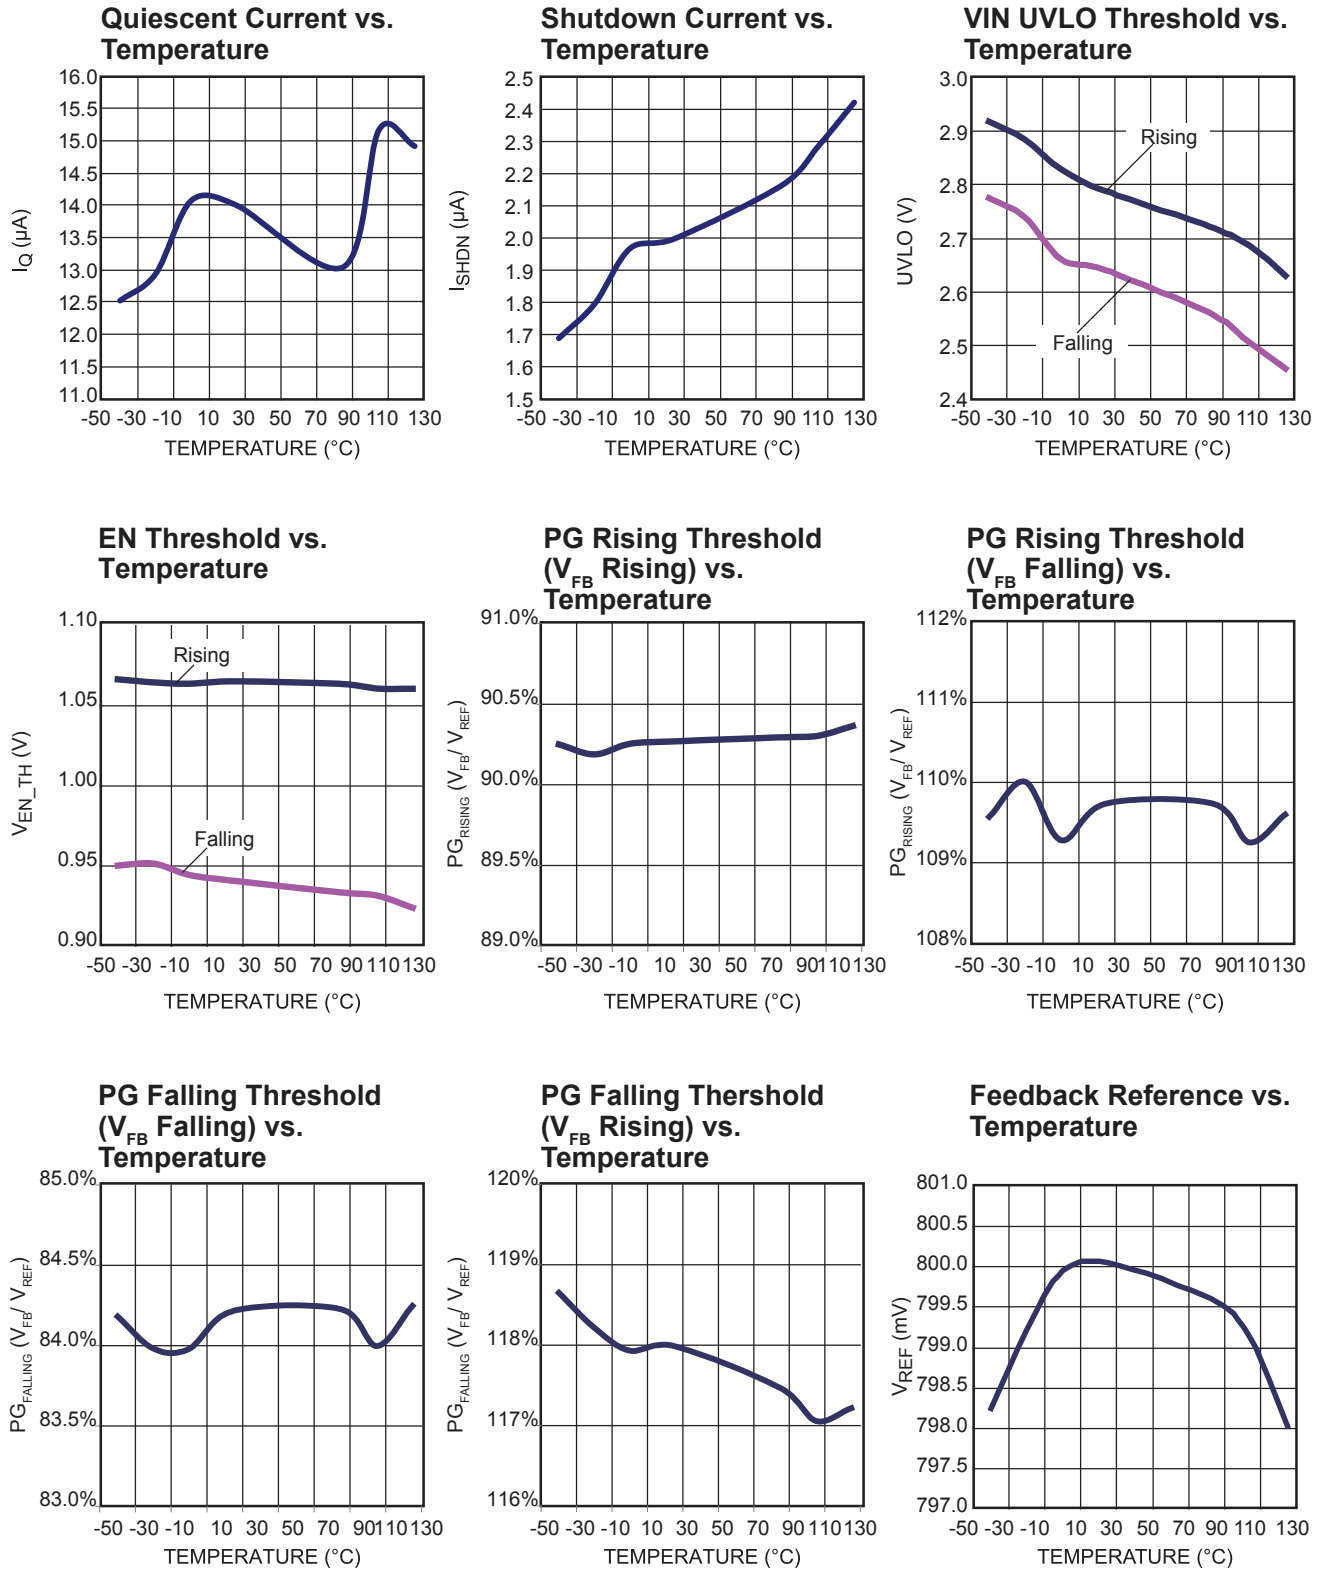 Quiescent Current vs.
Temperature
16.0
15.5
15.0
14.5
14.0
13.5
13.0
12.5
12.0
11.5
11.0
IQ (µA)
-50 -30 -10 10 30 50 70 90 110 130
TEMPERATURE (°C)
Shutdown Current vs.
Temperature
2.5
2.4
2.3
2.2
2.1
2.0
1.9
1.8
1.7
1.6
1.5
ISHDN (µA)
-50 -30 -10 10 30 50 70 90 110 130
TEMPERATURE (°C)
VIN UVLO Threshold vs.
Temperature
3.0
2.9
2.8
2.7
2.6
2.5
2.4
UVLO (V)
Rising
Falling
-50 -30 -10 10 30 50 70 90 110 130
TEMPERATURE (°C)
EN Threshold vs.
Temperature
1.10
1.05
1.00
0.95
0.90
VEN_TH (V)
Rising
Falling
-50 -30 -10 10 30 50 70 90 110 130
TEMPERATURE (°C)
PG Rising Threshold
(VFB Rising) vs.
Temperature
91.0%
90.5%
90.0%
89.5%
89.0%
PGRISING (VFB/ VREF)
-50 -30 -10 10 30 50 70 90 110 130
TEMPERATURE (°C)
PG Rising Threshold
(VFB Falling) vs.
Temperature
112%
111%
110%
109%
108%
PGRISING (VFB/ VREF)
-50 -30 -10 10 30 50 70 90 110 130
TEMPERATURE (°C)
PG Falling Threshold
(VFB Falling) vs.
Temperature
85.0%
84.5%
84.0%
83.5%
83.0%
PGFALLING (VFB/ VREF)
-50 -30 -10 10 30 50 70 90 110 130
TEMPERATURE (°C)
PG Falling Thershold
(VFB Rising) vs.
Temperature
120%
119%
118%
117%
116%
PGFALLING (VFB/ VREF)
-50 -30 -10 10 30 50 70 90 110 130
TEMPERATURE (°C)
Feedback Reference vs.
Temperature
801.0
800.5
800.0
799.5
799.0
798.5
798.0
797.5
797.0
VREF (mV)
-50 -30 -10 10 30 50 70 90 110 130
TEMPERATURE (°C)